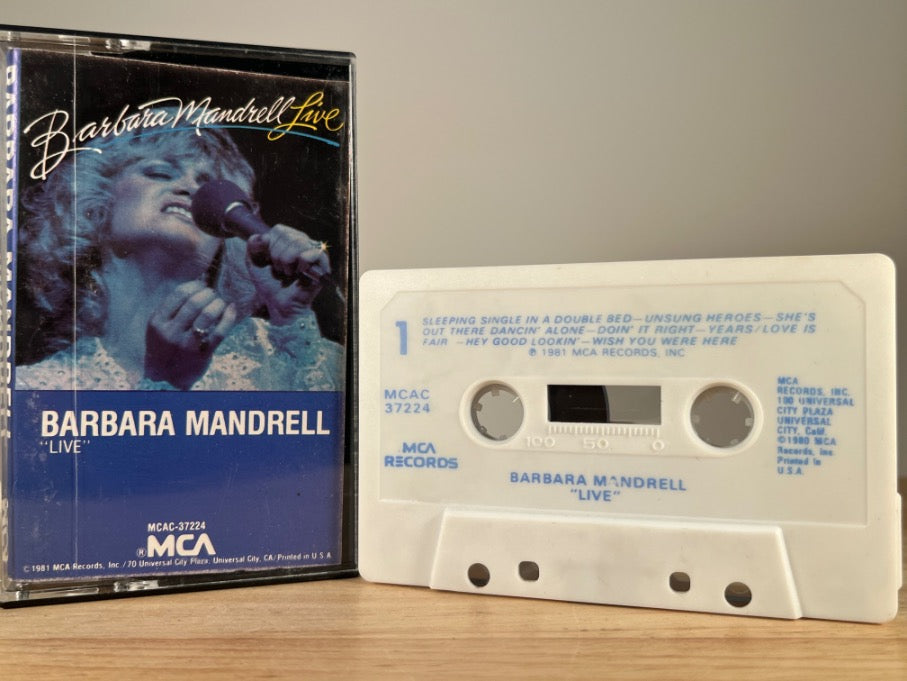 Barbara Mandrell Live
BARBARA MANDRELL
"LIVE"
MCAC-37224
®MCA
©1981 MCA Records, Inc./70 Universal City Plaza, Universal City, CA/Printed in U.S.A.
BARBARA MANDRELL
1
SLEEPING SINGLE IN A DOUBLE BED—UNSUNG HEROES—SHE'S
OUT THERE DANCIN' ALONE—DOIN' IT RIGHT—YEARS/LOVE IS
FAIR —HEY GOOD LOOKIN'—WISH YOU WERE HERE
℗ 1981 MCA RECORDS, INC
MCAC
37224
MCA
RECORDS
100 50 0
MCA
RECORDS, INC.
100 UNIVERSAL
CITY PLAZA
UNIVERSAL
CITY, Calif.
©1980 MCA
Records, Inc.
Printed in
U.S.A.
BARBARA MANDRELL
"LIVE"